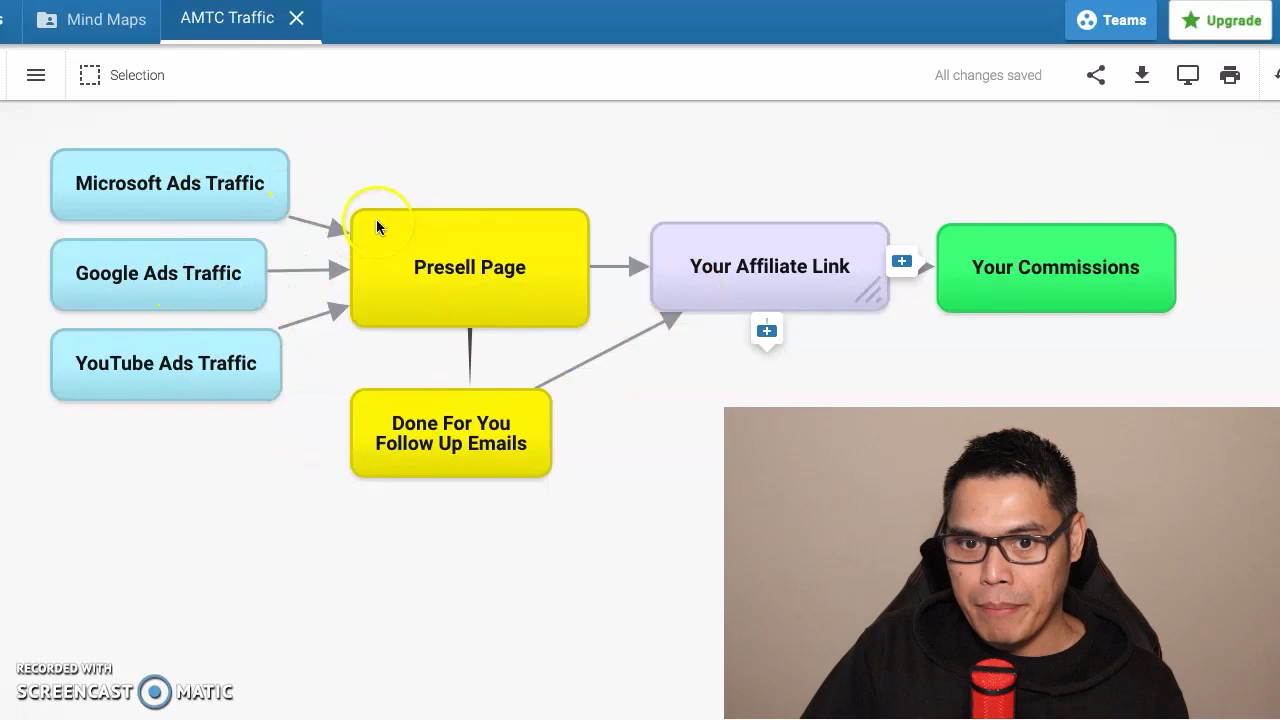 s
Mind Maps
AMTC Traffic
Teams
Upgrade
Selection
All changes saved
Microsoft Ads Traffic
Google Ads Traffic
YouTube Ads Traffic
Presell Page
Your Affiliate Link
Your Commissions
Done For You
Follow Up Emails
RECORDED WITH
SCREENCAST MATIC